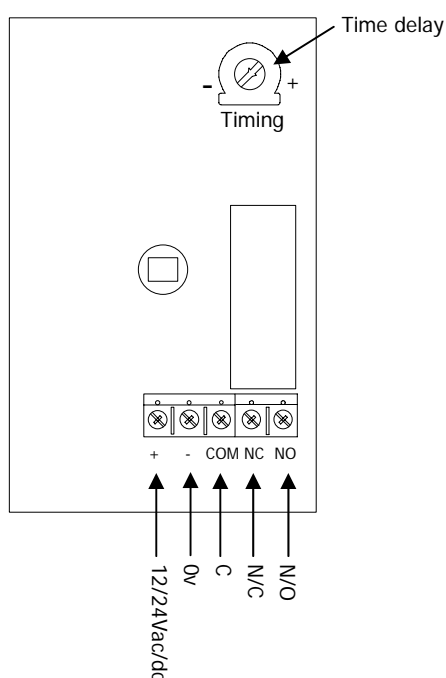 Time delay
- +
Timing
+ - COM NC NO
12/24Vac/dc
0v
C
N/C
N/O